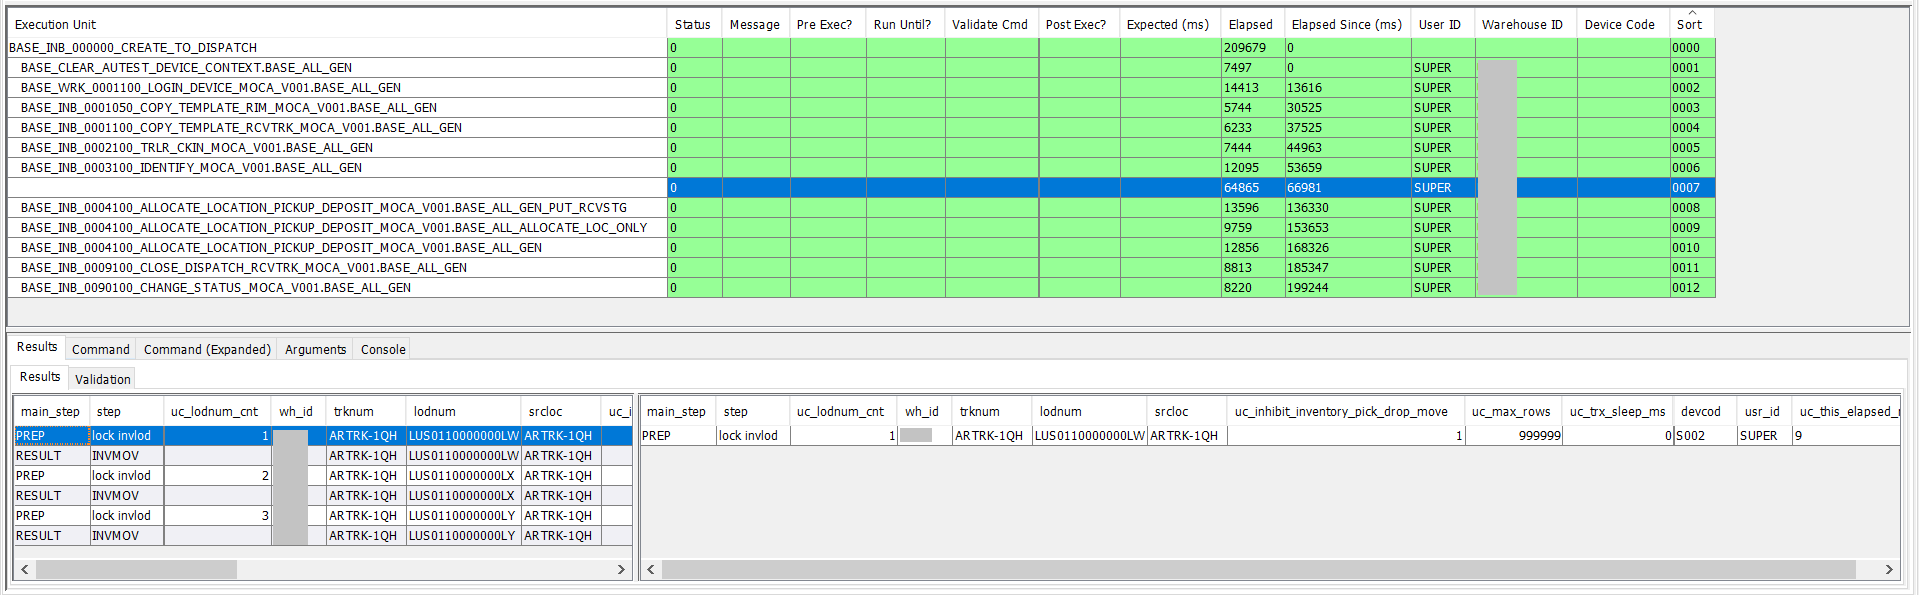 Execution Unit Status Message Pre Exec? Run Until? Validate Cmd Post Exec? Expected (ms) Elapsed Elapsed Since (ms) User ID Warehouse ID Device Code Sort
BASE_INB_000000_CREATE_TO_DISPATCH 0 209679 0 0000
BASE_CLEAR_AUTEST_DEVICE_CONTEXT.BASE_ALL_GEN 0 7497 0 SUPER 0001
BASE_WRK_0001100_LOGIN_DEVICE_MOCA_V001.BASE_ALL_GEN 0 14413 13616 SUPER 0002
BASE_INB_0001050_COPY_TEMPLATE_RIM_MOCA_V001.BASE_ALL_GEN 0 5744 30525 SUPER 0003
BASE_INB_0001100_COPY_TEMPLATE_RCVTRK_MOCA_V001.BASE_ALL_GEN 0 6233 37525 SUPER 0004
BASE_INB_0002100_TRLR_CKIN_MOCA_V001.BASE_ALL_GEN 0 7444 44963 SUPER 0005
BASE_INB_0003100_IDENTIFY_MOCA_V001.BASE_ALL_GEN 0 12095 53659 SUPER 0006
0 64865 66981 SUPER 0007
BASE_INB_0004100_ALLOCATE_LOCATION_PICKUP_DEPOSIT_MOCA_V001.BASE_ALL_GEN_PUT_RCVSTG 0 13596 136330 SUPER 0008
BASE_INB_0004100_ALLOCATE_LOCATION_PICKUP_DEPOSIT_MOCA_V001.BASE_ALL_ALLOCATE_LOC_ONLY 0 9759 153653 SUPER 0009
BASE_INB_0004100_ALLOCATE_LOCATION_PICKUP_DEPOSIT_MOCA_V001.BASE_ALL_GEN 0 12856 168326 SUPER 0010
BASE_INB_0009100_CLOSE_DISPATCH_RCVTRK_MOCA_V001.BASE_ALL_GEN 0 8813 185347 SUPER 0011
BASE_INB_0090100_CHANGE_STATUS_MOCA_V001.BASE_ALL_GEN 0 8220 199244 SUPER 0012
Results Command Command (Expanded) Arguments Console
Results Validation
main_step step uc_lodnum_cnt wh_id trknum lodnum srcloc uc_i
PREP lock invlod 1 ARTRK-1QH LUS0110000000LW ARTRK-1QH
RESULT INVMOV ARTRK-1QH LUS0110000000LW ARTRK-1QH
PREP lock invlod 2 ARTRK-1QH LUS0110000000LX ARTRK-1QH
RESULT INVMOV ARTRK-1QH LUS0110000000LX ARTRK-1QH
PREP lock invlod 3 ARTRK-1QH LUS0110000000LY ARTRK-1QH
RESULT INVMOV ARTRK-1QH LUS0110000000LY ARTRK-1QH
main_step step uc_lodnum_cnt wh_id trknum lodnum srcloc uc_inhibit_inventory_pick_drop_move uc_max_rows uc_trx_sleep_ms devcod usr_id uc_this_elapsed_
PREP lock invlod 1 ARTRK-1QH LUS0110000000LW ARTRK-1QH 1 999999 0 S002 SUPER 9